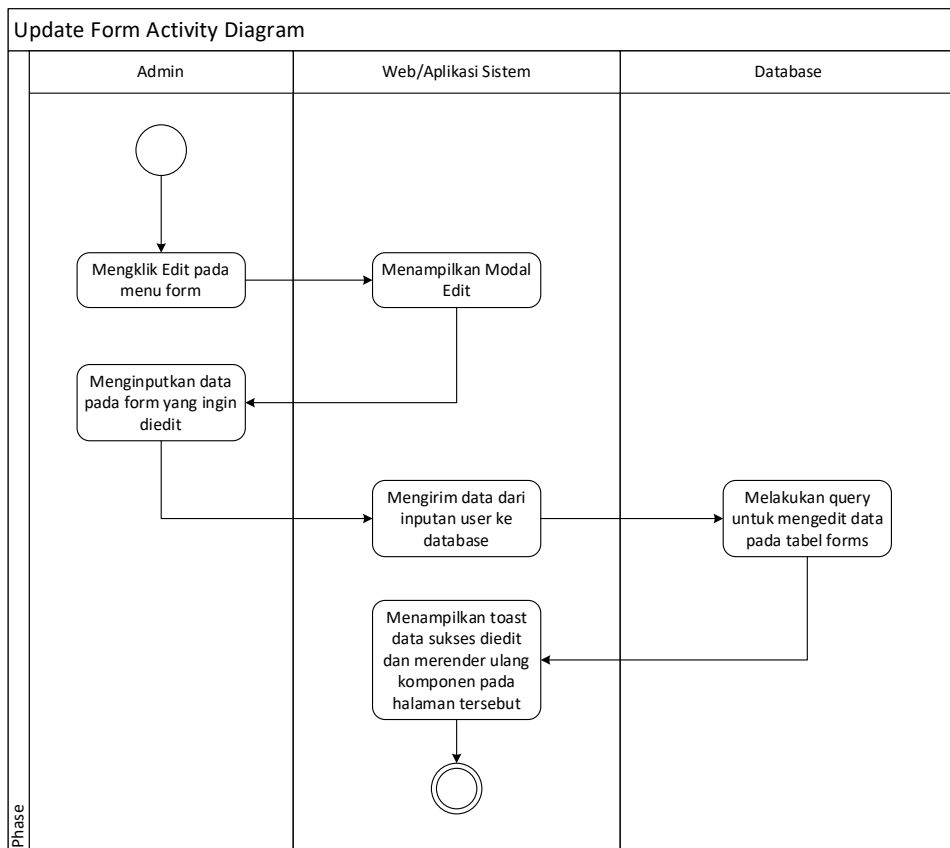 Update Form Activity Diagram
Admin
Web/Aplikasi Sistem
Database
Mengklik Edit pada
menu form
Menampilkan Modal
Edit
Menginputkan data
pada form yang ingin
diedit
Mengirim data dari
inputan user ke
database
Melakukan query
untuk mengedit data
pada tabel forms
Menampilkan toast
data sukses diedit
dan merender ulang
komponen pada
halaman tersebut
Phase